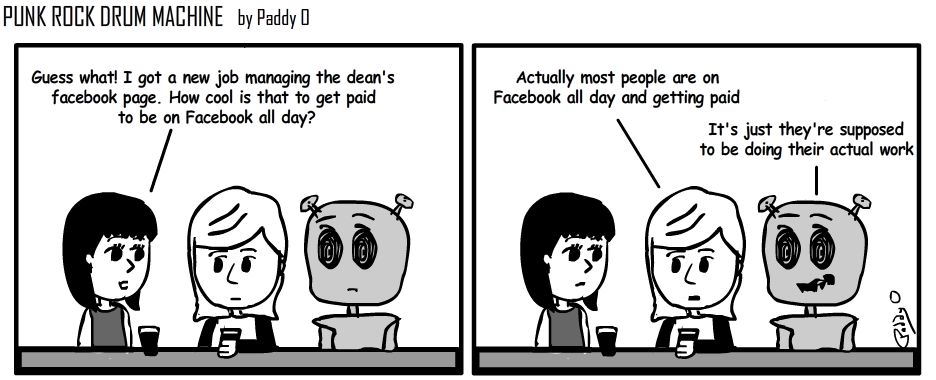 PUNK ROCK DRUM MACHINE by Paddy O
Guess what! I got a new job managing the dean's
facebook page. How cool is that to get paid
to be on Facebook all day?
Actually most people are on
Facebook all day and getting paid
It's just they're supposed
to be doing their actual work
Paddy O